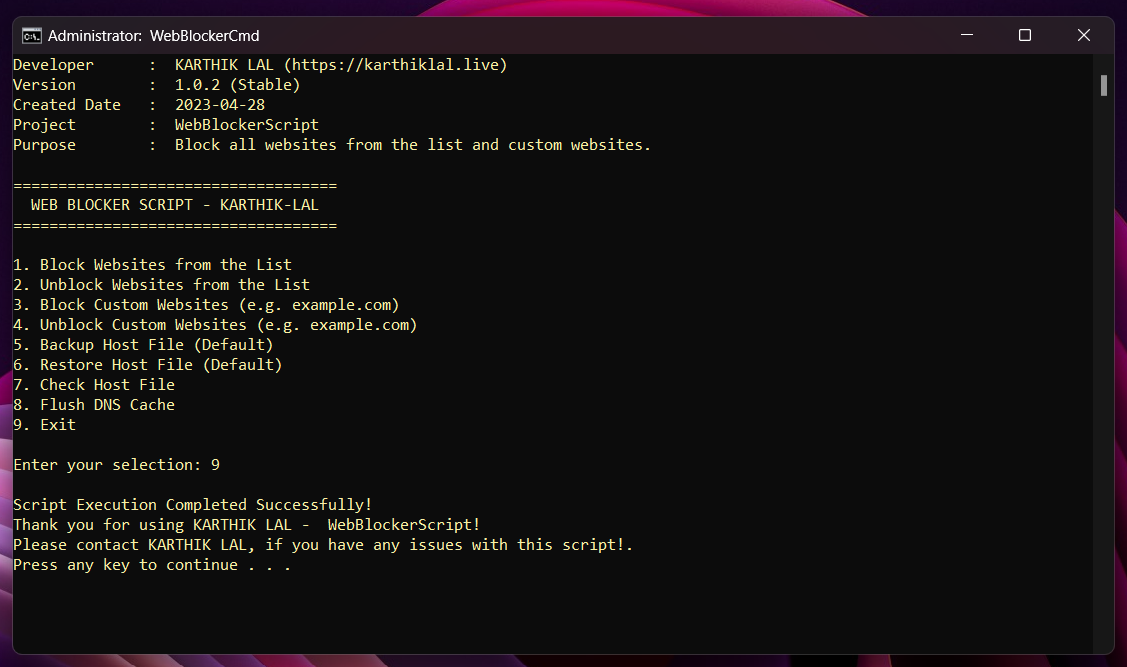 Administrator:  WebBlockerCmd
Developer      :  KARTHIK LAL (https://karthiklal.live)
Version        :  1.0.2 (Stable)
Created Date   :  2023-04-28
Project        :  WebBlockerScript
Purpose        :  Block all websites from the list and custom websites.
====================================
  WEB BLOCKER SCRIPT - KARTHIK-LAL
====================================
1. Block Websites from the List
2. Unblock Websites from the List
3. Block Custom Websites (e.g. example.com)
4. Unblock Custom Websites (e.g. example.com)
5. Backup Host File (Default)
6. Restore Host File (Default)
7. Check Host File
8. Flush DNS Cache
9. Exit
Enter your selection: 9
Script Execution Completed Successfully!
Thank you for using KARTHIK LAL -  WebBlockerScript!
Please contact KARTHIK LAL, if you have any issues with this script!.
Press any key to continue . . .